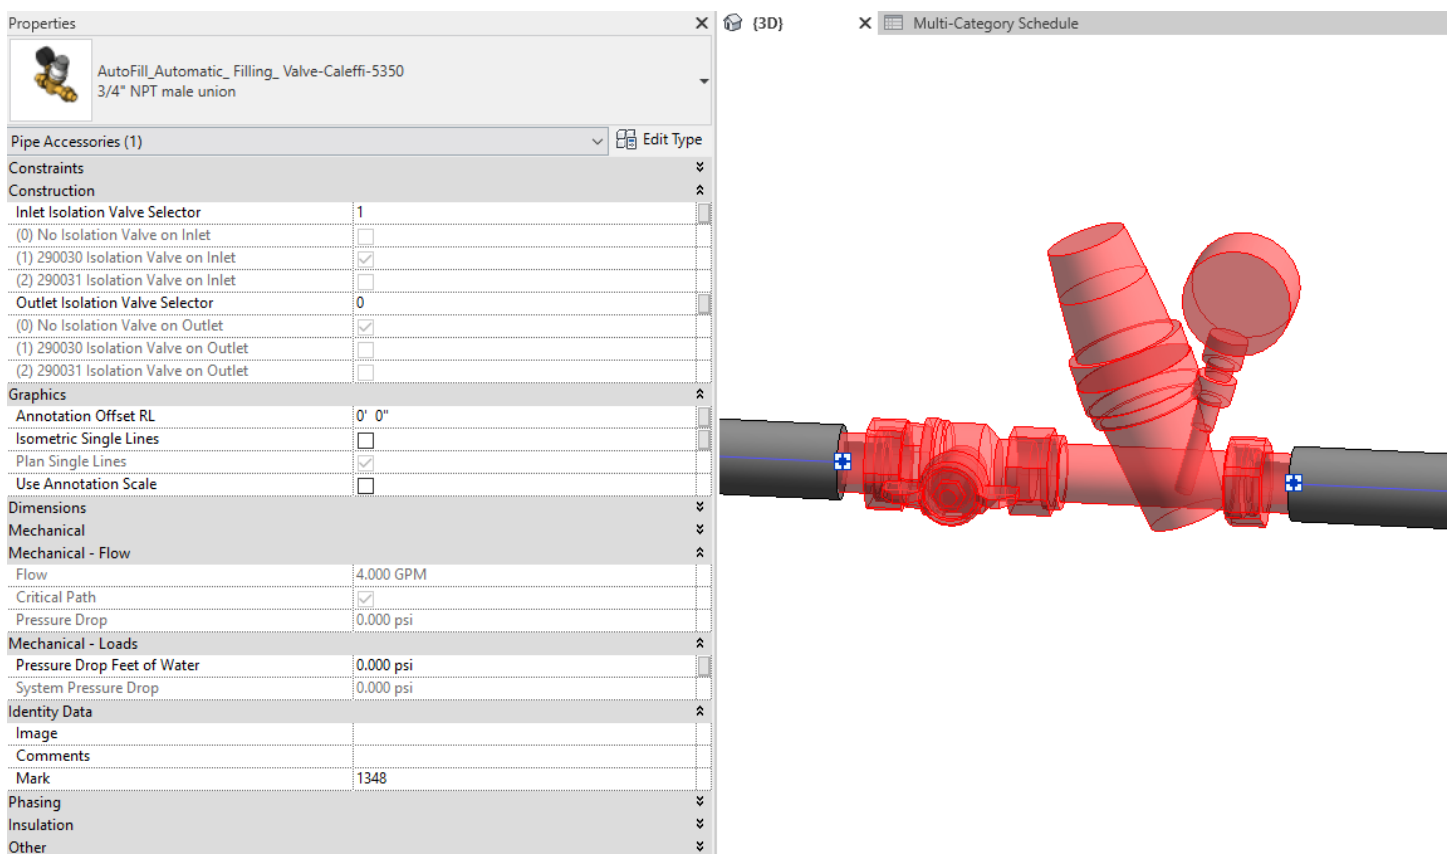 Properties
{3D}
Multi-Category Schedule
AutoFill_Automatic_ Filling_ Valve-Caleffi-5350
3/4" NPT male union
Pipe Accessories (1)
Edit Type
Constraints
Construction
Inlet Isolation Valve Selector 1
(0) No Isolation Valve on Inlet
(1) 290030 Isolation Valve on Inlet
(2) 290031 Isolation Valve on Inlet
Outlet Isolation Valve Selector 0
(0) No Isolation Valve on Outlet
(1) 290030 Isolation Valve on Outlet
(2) 290031 Isolation Valve on Outlet
Graphics
Annotation Offset RL 0' 0"
Isometric Single Lines
Plan Single Lines
Use Annotation Scale
Dimensions
Mechanical
Mechanical - Flow
Flow 4.000 GPM
Critical Path
Pressure Drop 0.000 psi
Mechanical - Loads
Pressure Drop Feet of Water 0.000 psi
System Pressure Drop 0.000 psi
Identity Data
Image
Comments
Mark 1348
Phasing
Insulation
Other